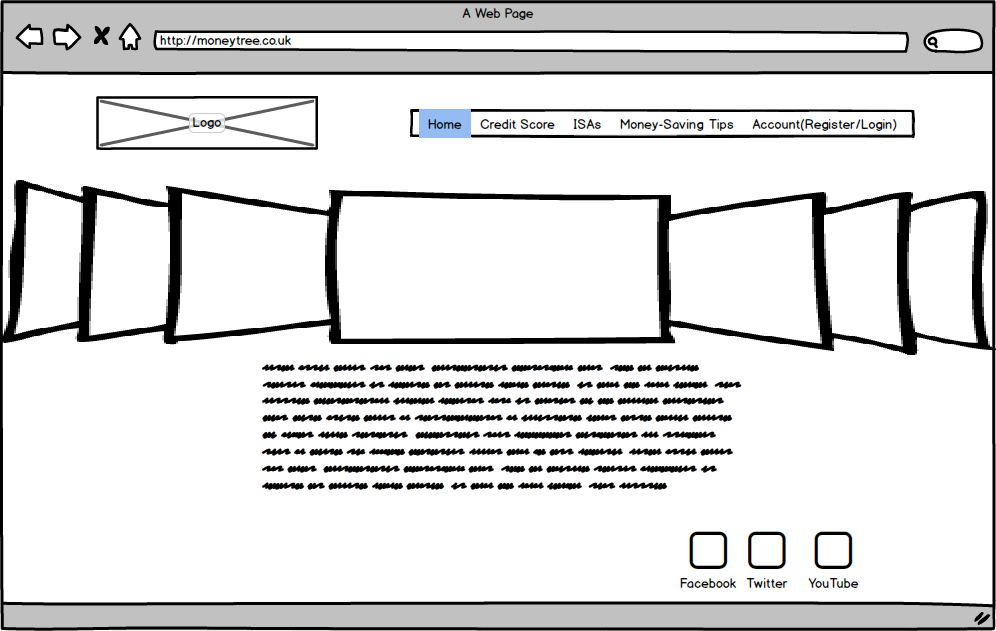 A Web Page
http://moneytree.co.uk
Logo
Home Credit Score ISAs Money-Saving Tips Account(Register/Login)
Facebook Twitter YouTube